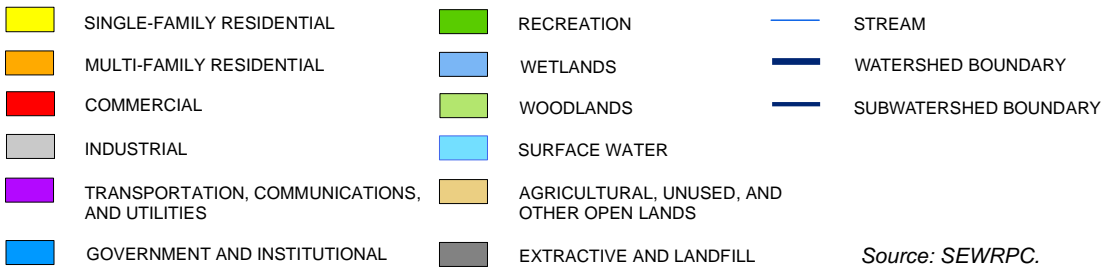 SINGLE-FAMILY RESIDENTIAL
MULTI-FAMILY RESIDENTIAL
COMMERCIAL
INDUSTRIAL
TRANSPORTATION, COMMUNICATIONS,
AND UTILITIES
GOVERNMENT AND INSTITUTIONAL
RECREATION
WETLANDS
WOODLANDS
SURFACE WATER
AGRICULTURAL, UNUSED, AND
OTHER OPEN LANDS
EXTRACTIVE AND LANDFILL
STREAM
WATERSHED BOUNDARY
SUBWATERSHED BOUNDARY
Source: SEWRPC.